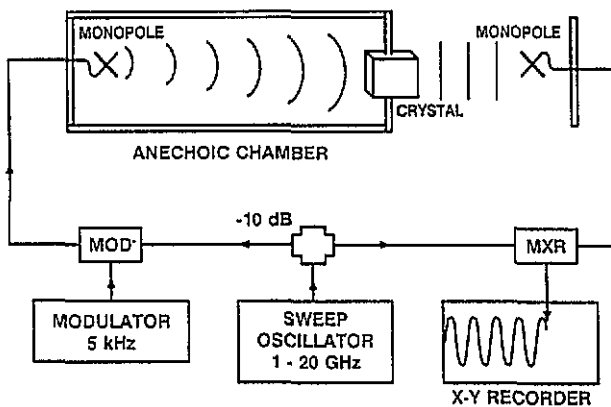 MONOPOLE
MONOPOLE
CRYSTAL
ANECHOIC CHAMBER
-10 dB
MOD
MXR
MODULATOR
5 kHz
SWEEP
OSCILLATOR
1 - 20 GHz
X-Y RECORDER